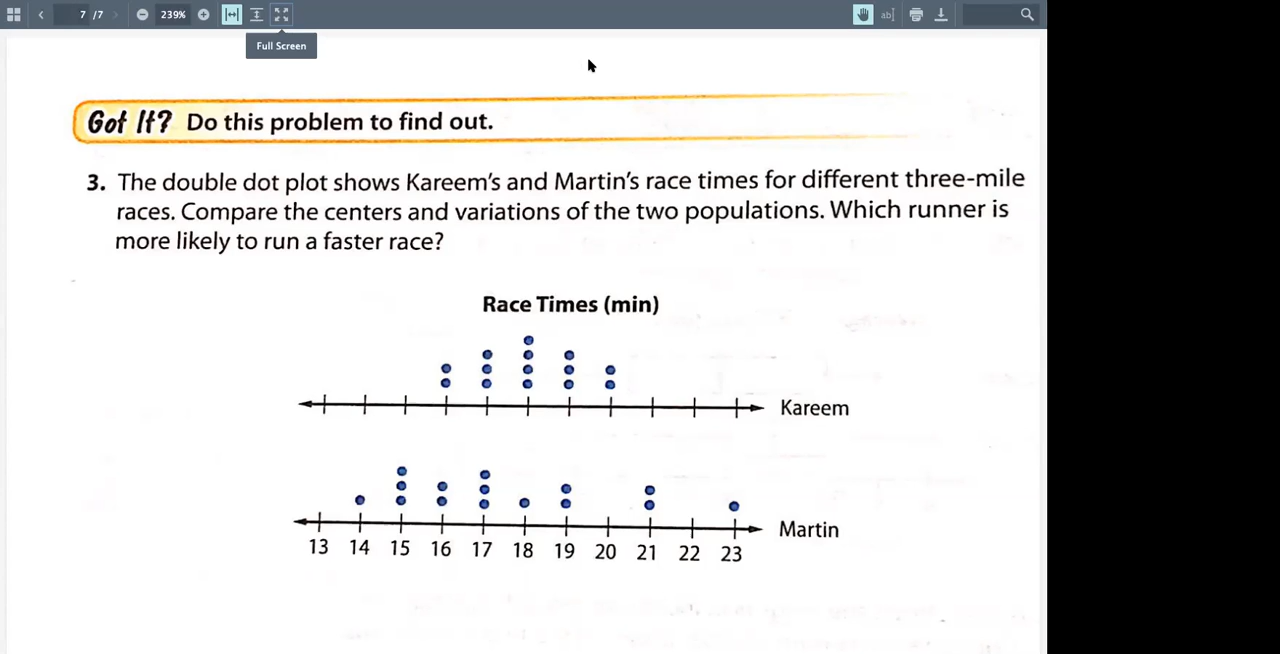 7 /7
239%
ab
Full Screen
Got It? Do this problem to find out.
3. The double dot plot shows Kareem's and Martin's race times for different three-mile
races. Compare the centers and variations of the two populations. Which runner is
more likely to run a faster race?
Race Times (min)
Kareem
Martin
13 14 15 16 17 18 19 20 21 22 23